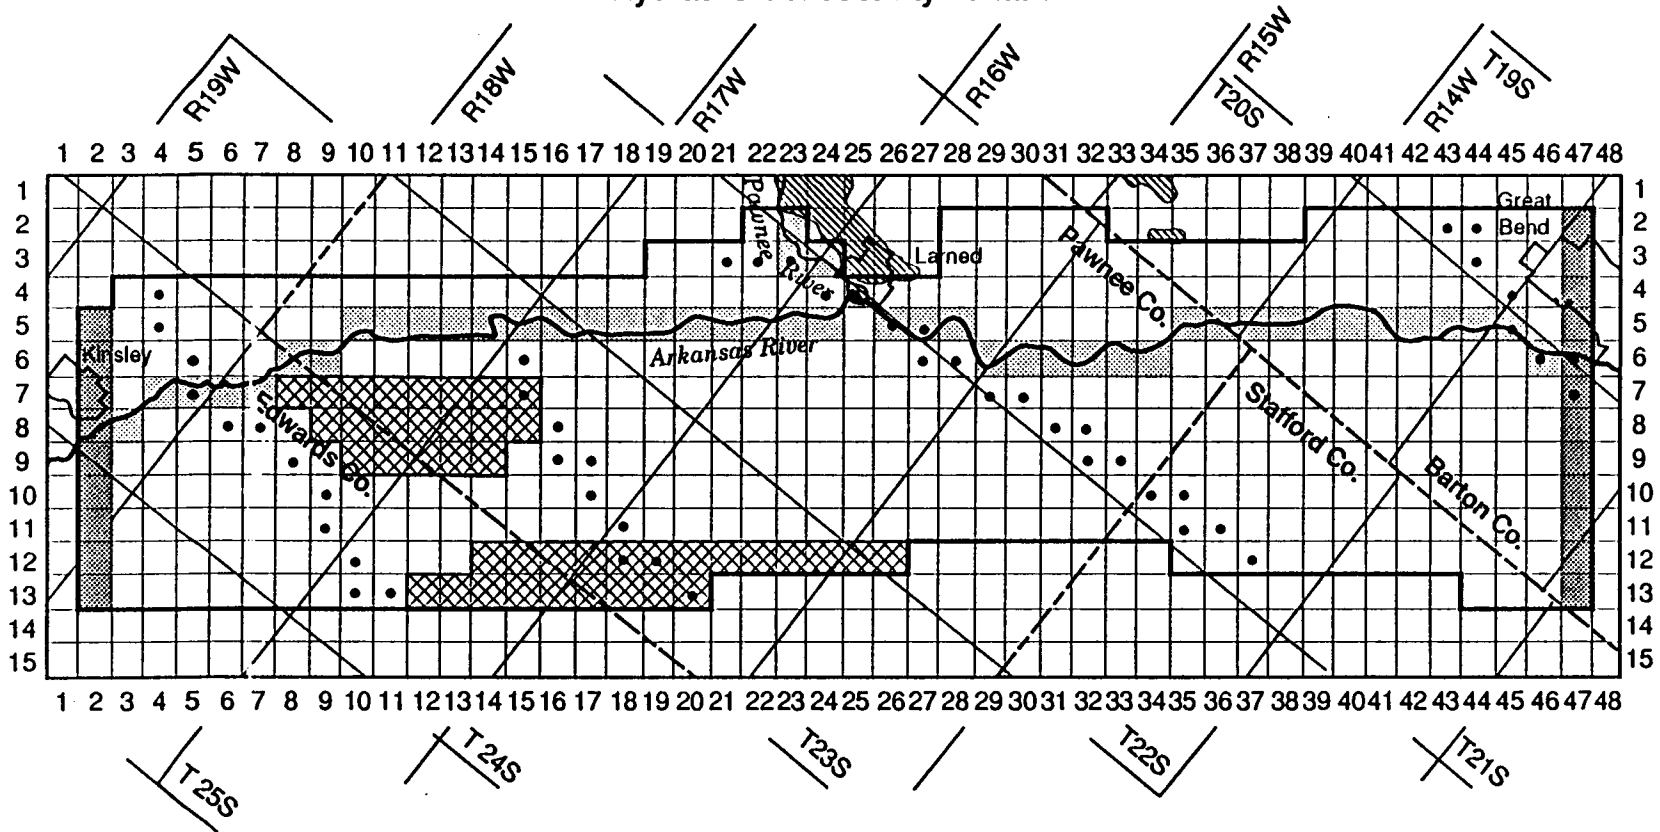 R19W
R18W
R17W
R16W
R15W
T20S
R14W
T19S
1 2 3 4 5 6 7 8 9 10 11 12 13 14 15 16 17 18 19 20 21 22 23 24 25 26 27 28 29 30 31 32 33 34 35 36 37 38 39 40 41 42 43 44 45 46 47 48
1 1
2 2
3 3
4 4
5 5
6 6
7 7
8 8
9 9
10 10
11 11
12 12
13 13
14 14
15 15
Pawnee
River
Larned
Great
Bend
Pawnee Co.
Kinsley
Arkansas River
Edwards Co.
Stafford Co.
Barton Co.
1 2 3 4 5 6 7 8 9 10 11 12 13 14 15 16 17 18 19 20 21 22 23 24 25 26 27 28 29 30 31 32 33 34 35 36 37 38 39 40 41 42 43 44 45 46 47 48
T 25S
T 24S
T23S
T22S
T21S